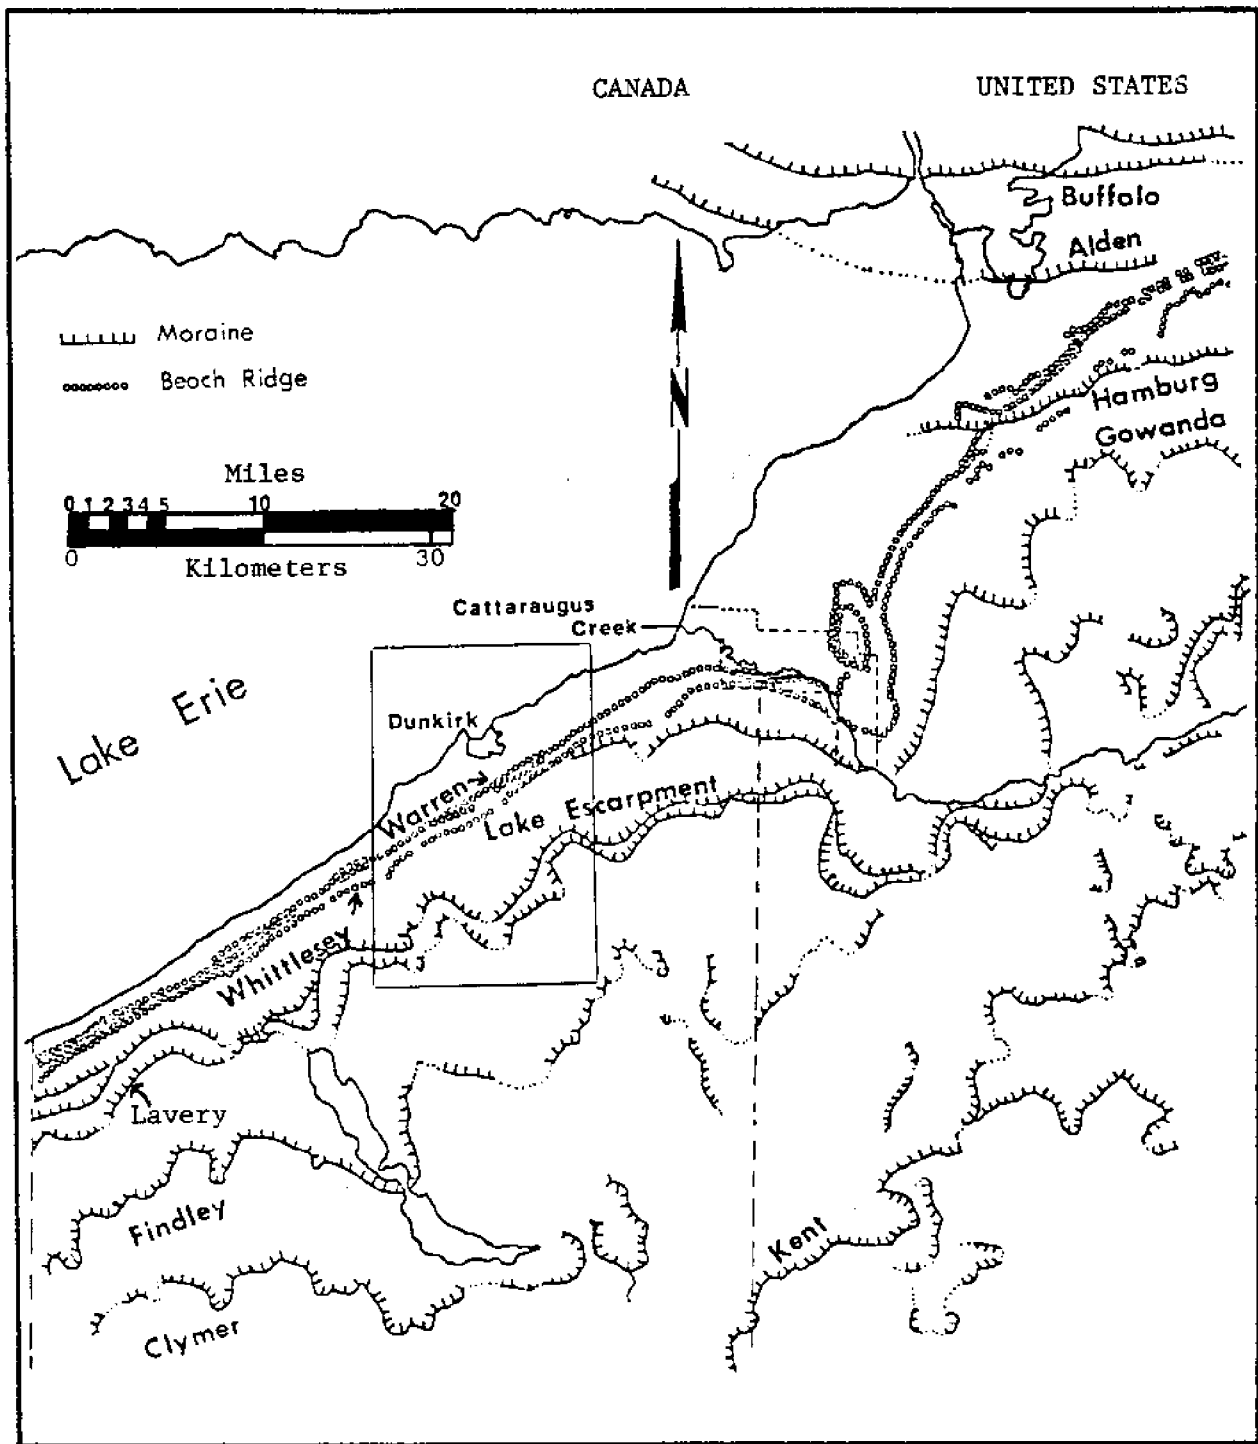 CANADA
UNITED STATES
Buffalo
Alden
Moraine
Beoch Ridge
N
Hamburg
Gowanda
Miles
0 1 2 3 4 5 10 20
0 30
Kilometers
Cattaraugus
Creek
Lake Erie
Dunkirk
Warren
Lake Escarpment
Whittlesey
Lavery
Findley
Kent
Clymer